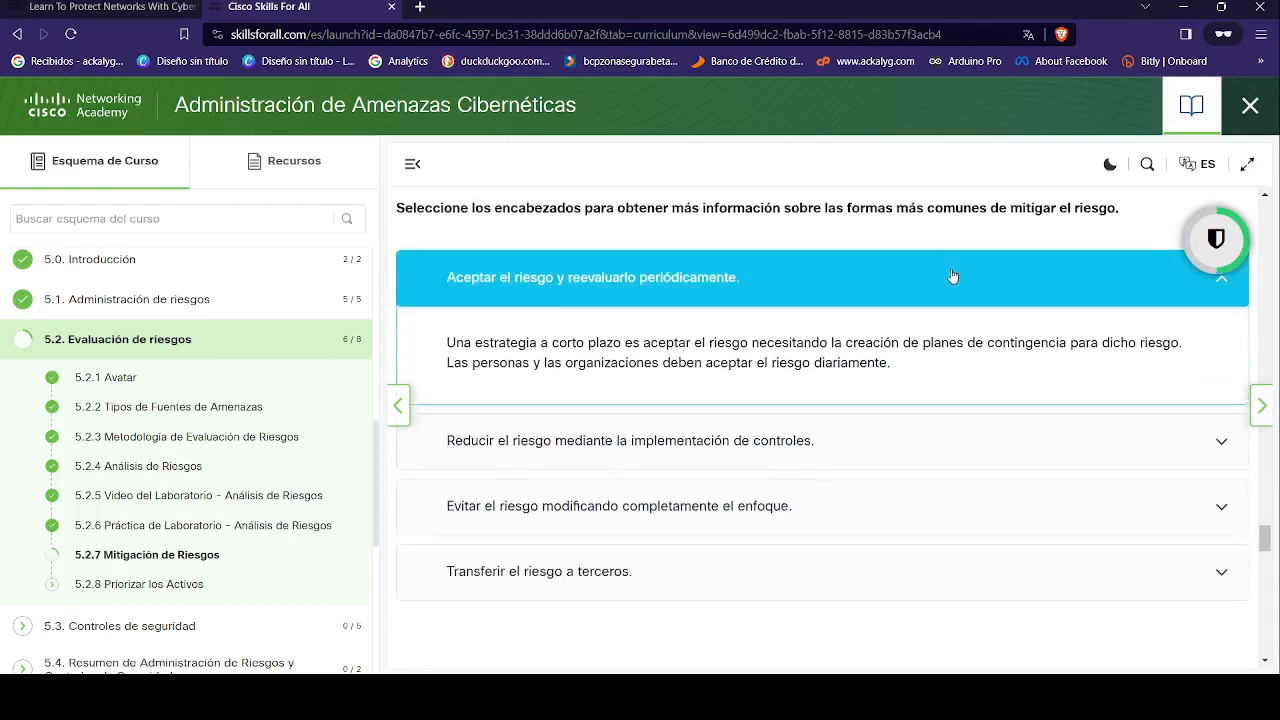 Learn To Protect Networks With Cyber
Cisco Skills For All
skillsforall.com/es/launch?id=da0847b7-e6fc-4597-bc31-38ddd6b07a2f&tab=curriculum&view=6d499dc2-fbab-5f12-8815-d83b57f3acb4
Recibidos - ackalyg...
Diseño sin título
Diseño sin título - L...
Analytics
duckduckgoo.com...
bcpzonasegurabeta...
Banco de Crédito d...
www.ackalyg.com
Arduino Pro
About Facebook
Bitly | Onboard
»
CISCO Networking Academy
Administración de Amenazas Cibernéticas
Esquema de Curso
Recursos
ES
Buscar esquema del curso
5.0. Introducción 2 / 2
5.1. Administración de riesgos 5 / 5
5.2. Evaluación de riesgos 6 / 8
5.2.1 Avatar
5.2.2 Tipos de Fuentes de Amenazas
5.2.3 Metodología de Evaluación de Riesgos
5.2.4 Análisis de Riesgos
5.2.5 Video del Laboratorio - Análisis de Riesgos
5.2.6 Práctica de Laboratorio - Análisis de Riesgos
5.2.7 Mitigación de Riesgos
5.2.8 Priorizar los Activos
5.3. Controles de seguridad 0 / 5
5.4. Resumen de Administración de Riesgos y 0 / 2
Seleccione los encabezados para obtener más información sobre las formas más comunes de mitigar el riesgo.
Aceptar el riesgo y reevaluarlo periódicamente.
Una estrategia a corto plazo es aceptar el riesgo necesitando la creación de planes de contingencia para dicho riesgo.
Las personas y las organizaciones deben aceptar el riesgo diariamente.
Reducir el riesgo mediante la implementación de controles.
Evitar el riesgo modificando completamente el enfoque.
Transferir el riesgo a terceros.